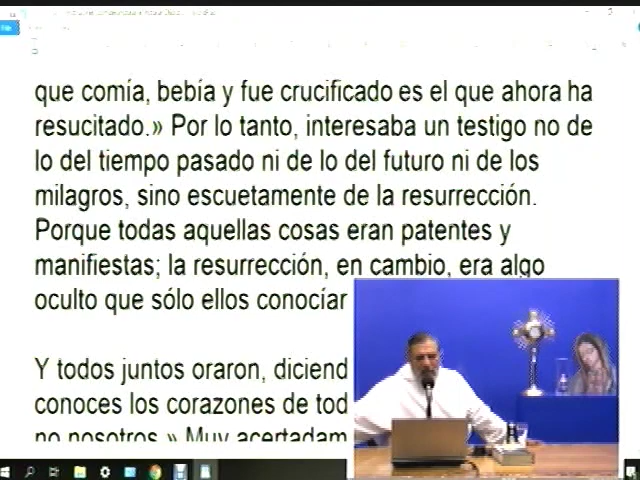 que comía, bebía y fue crucificado es el que ahora ha
resucitado.» Por lo tanto, interesaba un testigo no de
lo del tiempo pasado ni de lo del futuro ni de los
milagros, sino escuetamente de la resurrección.
Porque todas aquellas cosas eran patentes y
manifiestas; la resurrección, en cambio, era algo
oculto que sólo ellos
Y todos juntos oraron,
conoces los corazones de
no nosotros.» Muy